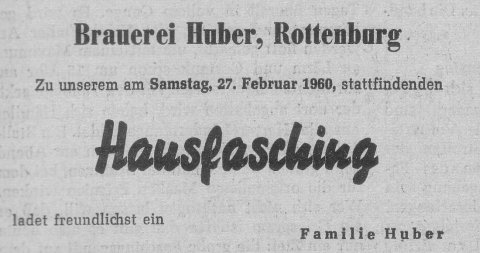 Brauerei Huber, Rottenburg
Zu unserem am Samstag, 27. Februar 1960, stattfindenden
Hausfasching
ladet freundlichst ein
Familie Huber